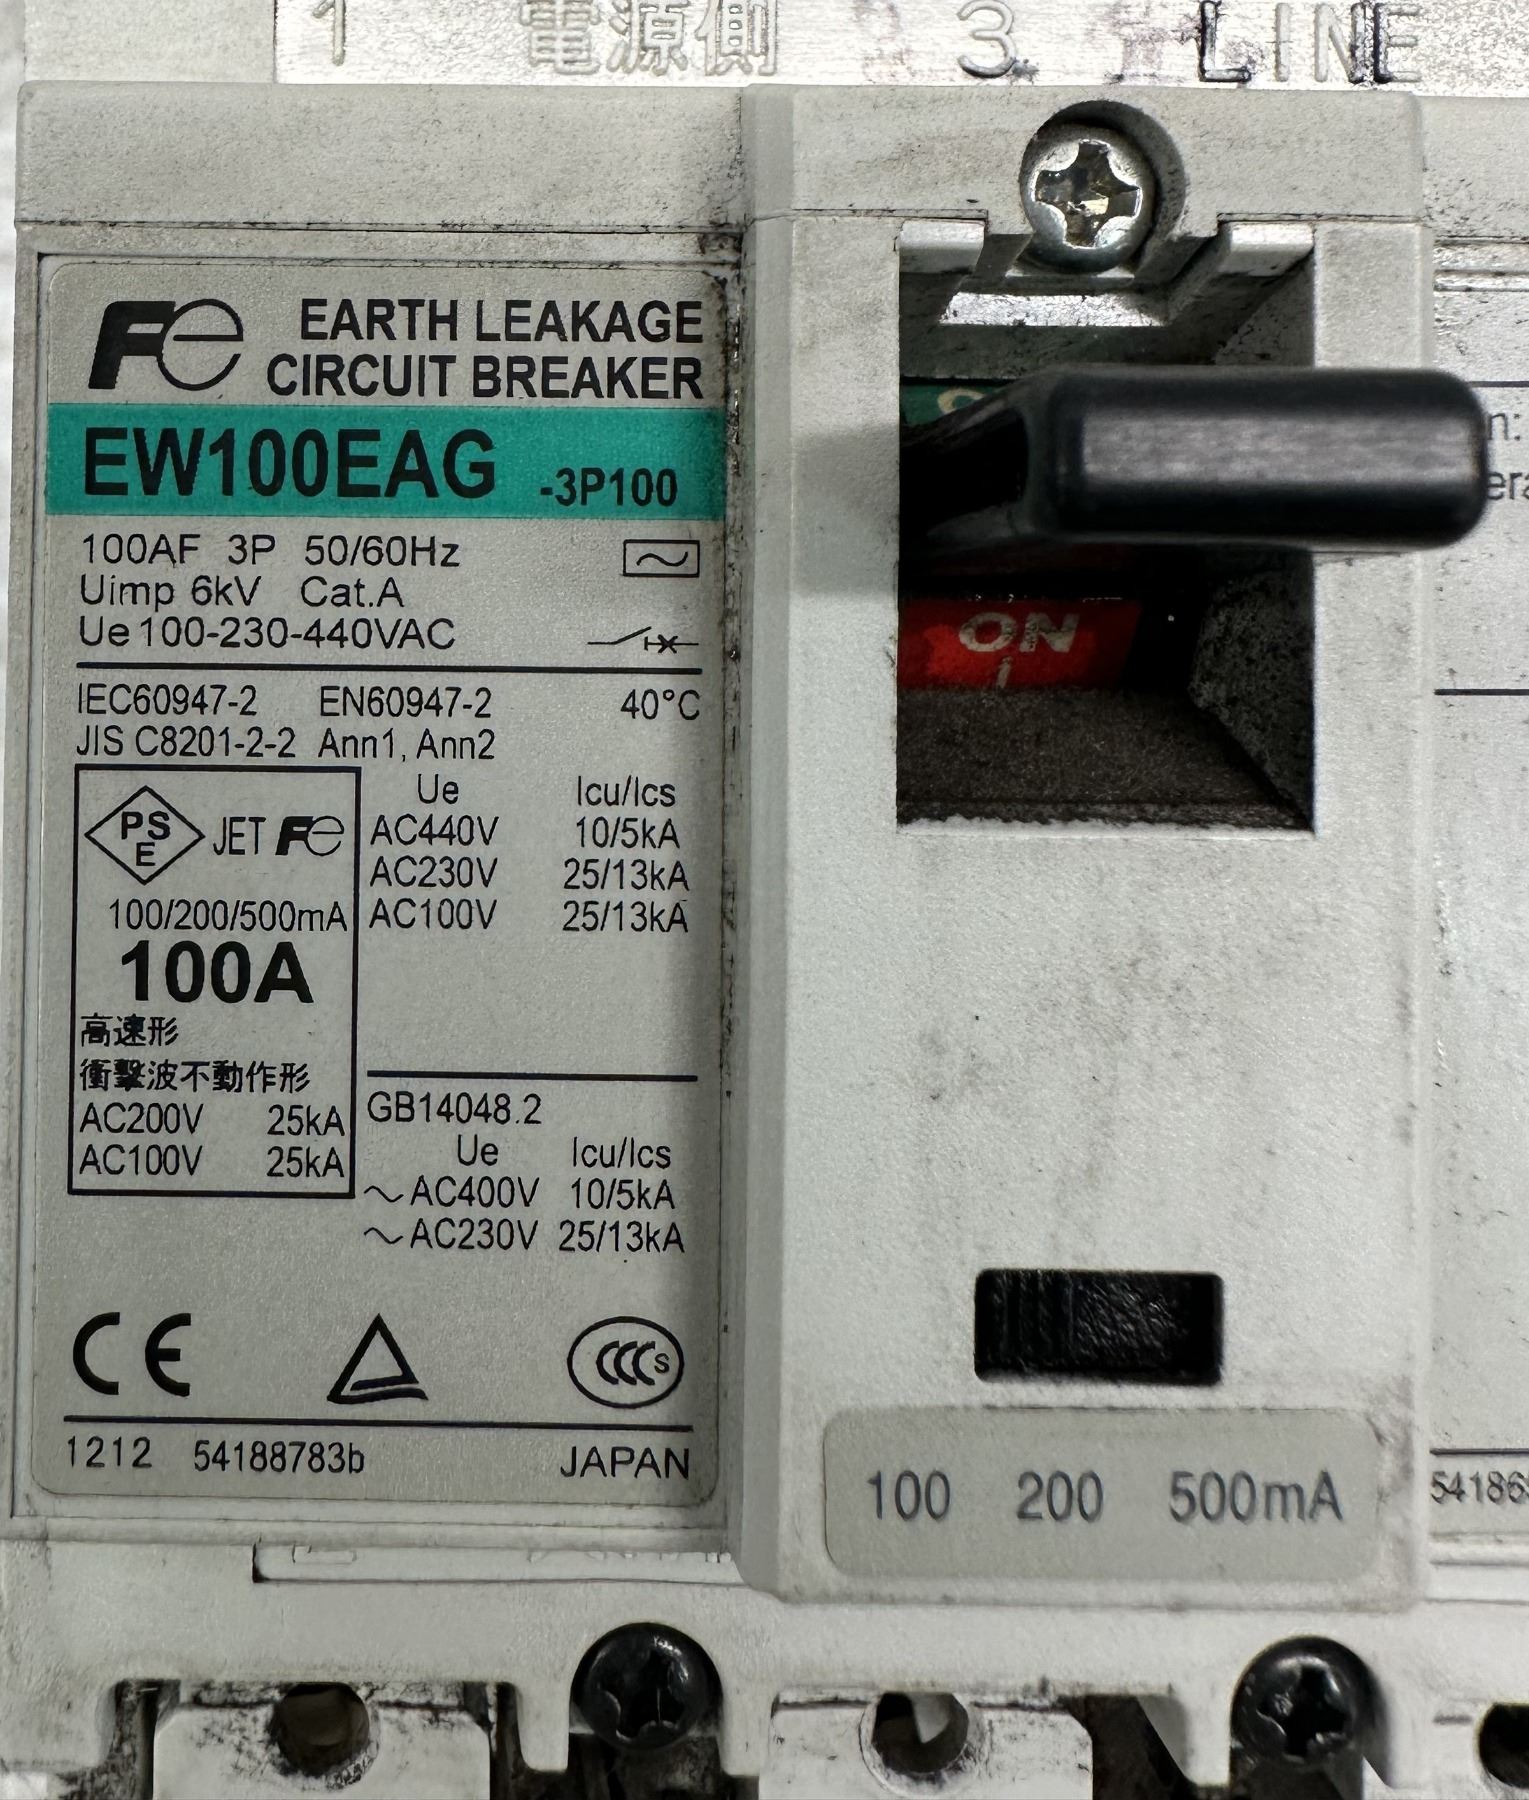 1 電源側 3 LINE
Fe EARTH LEAKAGE
CIRCUIT BREAKER
EW100EAG -3P100
100AF 3P 50/60Hz
Uimp 6kV Cat.A
Ue 100-230-440VAC
IEC60947-2 EN60947-2 40°C
JIS C8201-2-2 Ann1, Ann2
PS
E
JET Fe
100/200/500mA
100A
高速形
衝撃波不動作形
AC200V 25kA
AC100V 25kA
Ue Icu/Ics
AC440V 10/5kA
AC230V 25/13kA
AC100V 25/13kA
GB14048.2
Ue Icu/Ics
～AC400V 10/5kA
～AC230V 25/13kA
CE
CCC S
1212 54188783b JAPAN
ON
I
100 200 500mA